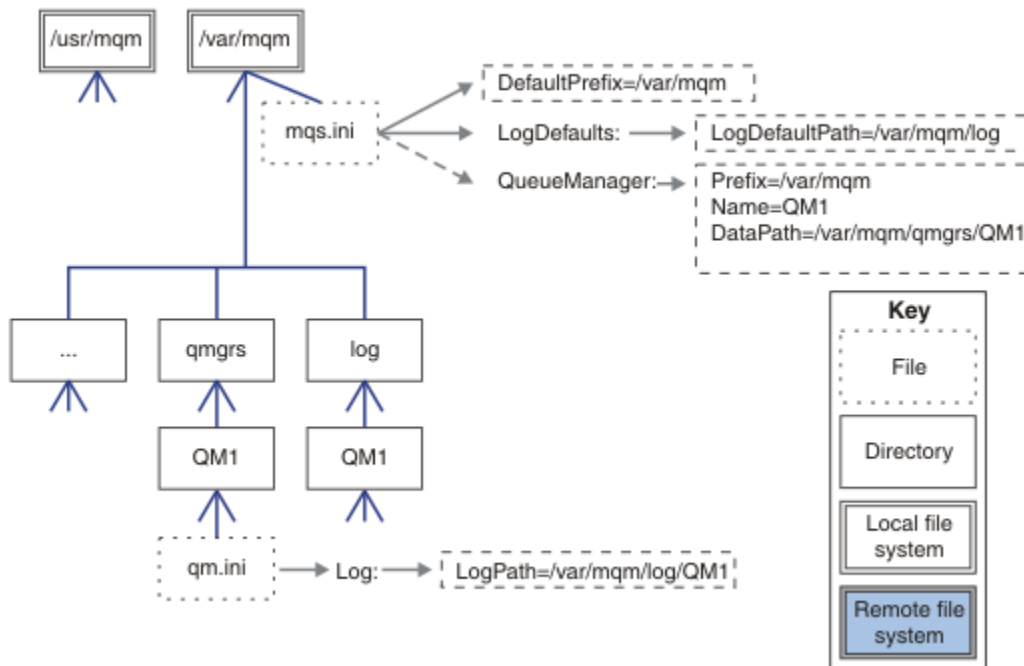 /usr/mqm
/var/mqm
mqs.ini
DefaultPrefix=/var/mqm
LogDefaults:
LogDefaultPath=/var/mqm/log
QueueManager:
Prefix=/var/mqm
Name=QM1
DataPath=/var/mqm/qmgrs/QM1
...
qmgrs
log
QM1
QM1
qm.ini
Log:
LogPath=/var/mqm/log/QM1
Key
File
Directory
Local file
system
Remote file
system